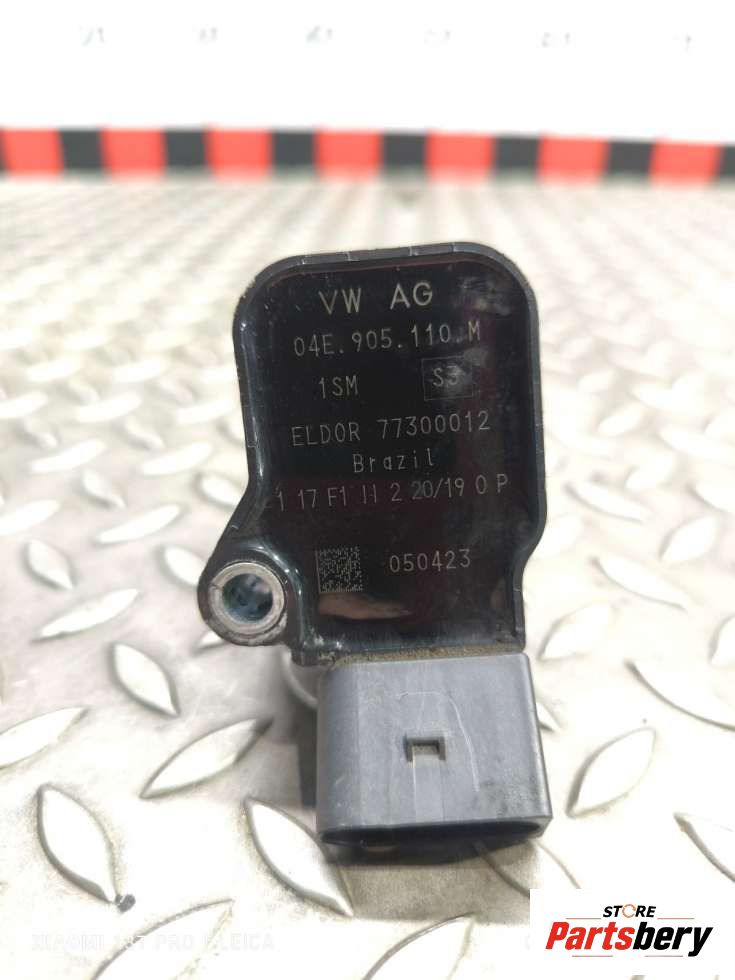 VW AG
04E.905.110.M
1SM S3
ELDOR 77300012
Brazil
1 17 F1 II 2 20/19 0 P
050423
STORE
Partsbery